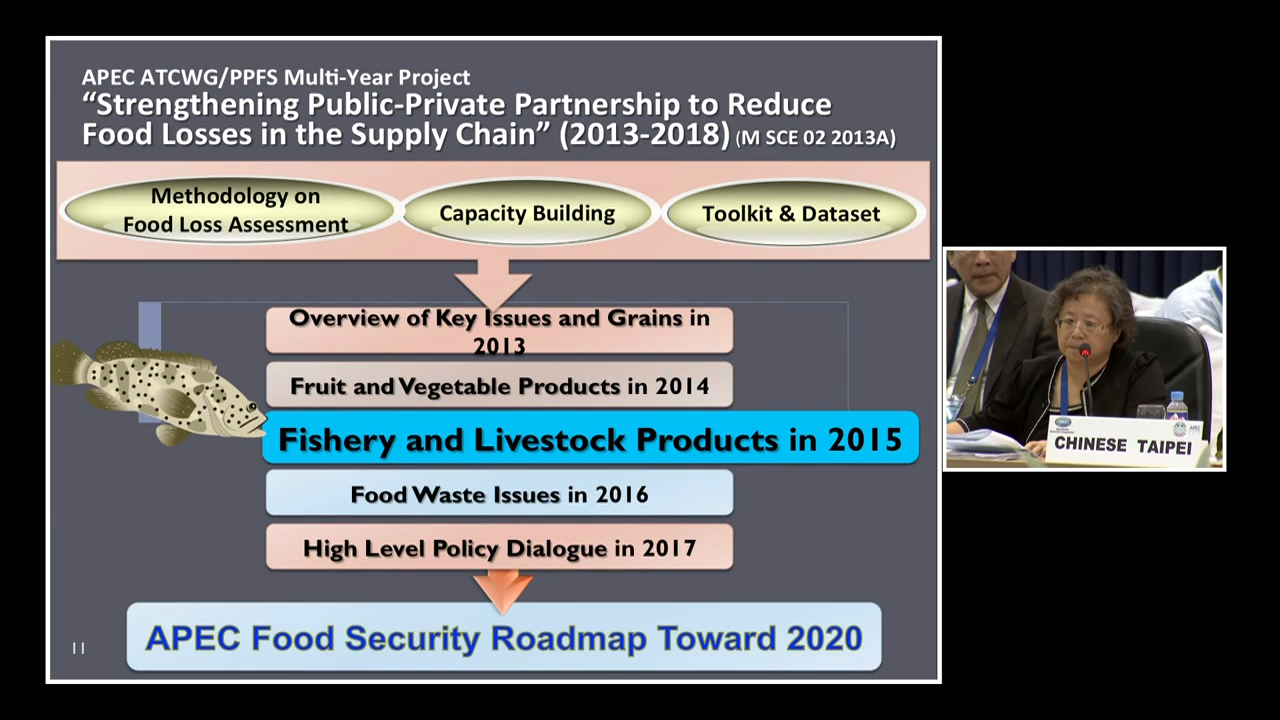 APEC ATCWG/PPFS Multi-Year Project
“Strengthening Public-Private Partnership to Reduce
Food Losses in the Supply Chain” (2013-2018) (M SCE 02 2013A)
Methodology on
Food Loss Assessment
Capacity Building
Toolkit & Dataset
Overview of Key Issues and Grains in
2013
Fruit and Vegetable Products in 2014
Fishery and Livestock Products in 2015
Food Waste Issues in 2016
High Level Policy Dialogue in 2017
APEC Food Security Roadmap Toward 2020
11
CHINESE TAIPEI